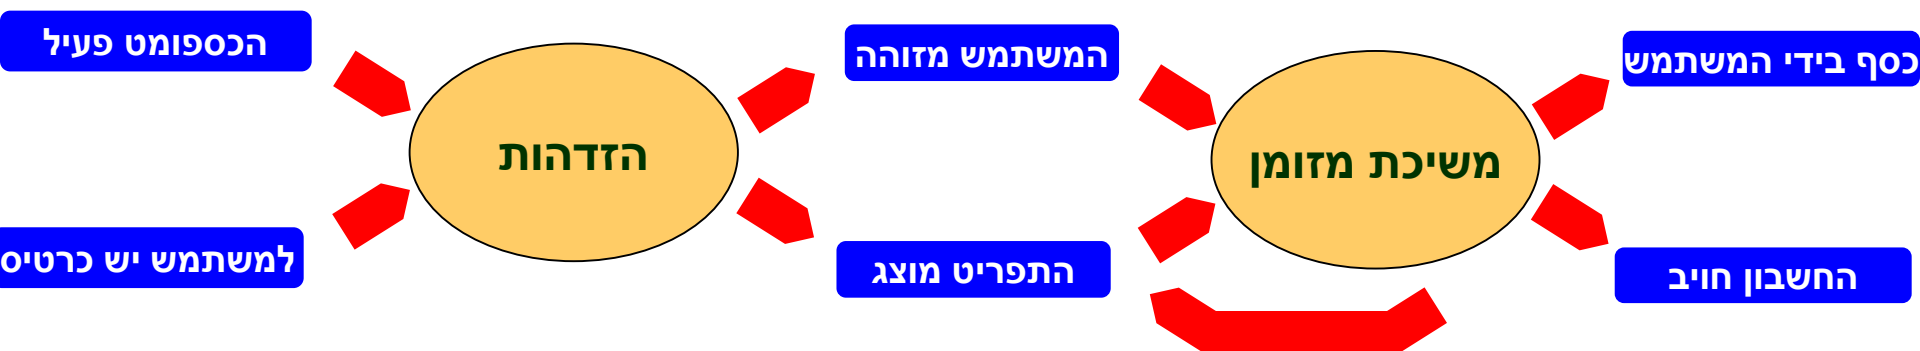 הכספומט פעיל
למשתמש יש כרטיס
הזדהות
המשתמש מזוהה
התפריט מוצג
משיכת מזומן
כסף בידי המשתמש
החשבון חויב